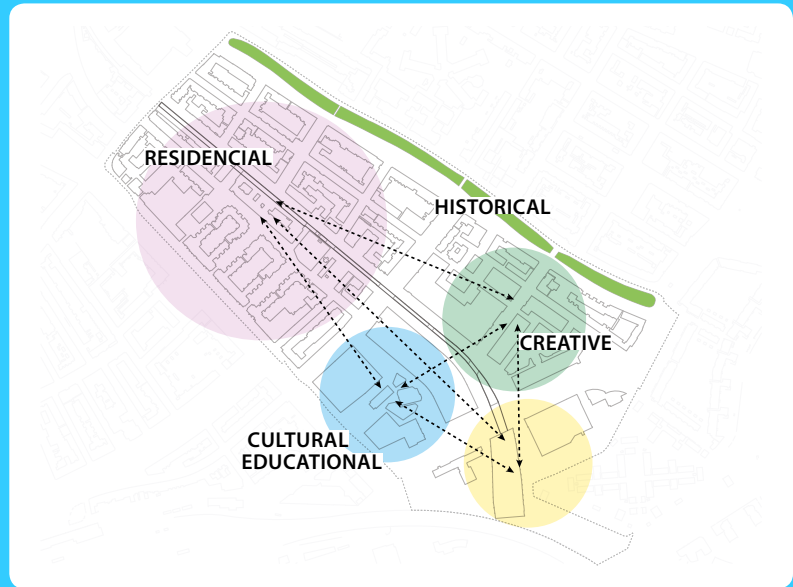 RESIDENCIAL
HISTORICAL
CREATIVE
CULTURAL
EDUCATIONAL